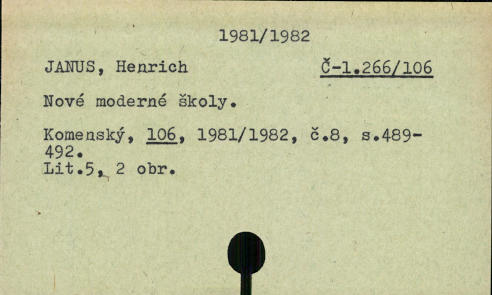 1981/1982
JANUS, Henrich Č-1.266/106
Nové moderné školy.
Komenský, 106, 1981/1982, č.8, s.489-
492.
Lit.5, 2 obr.